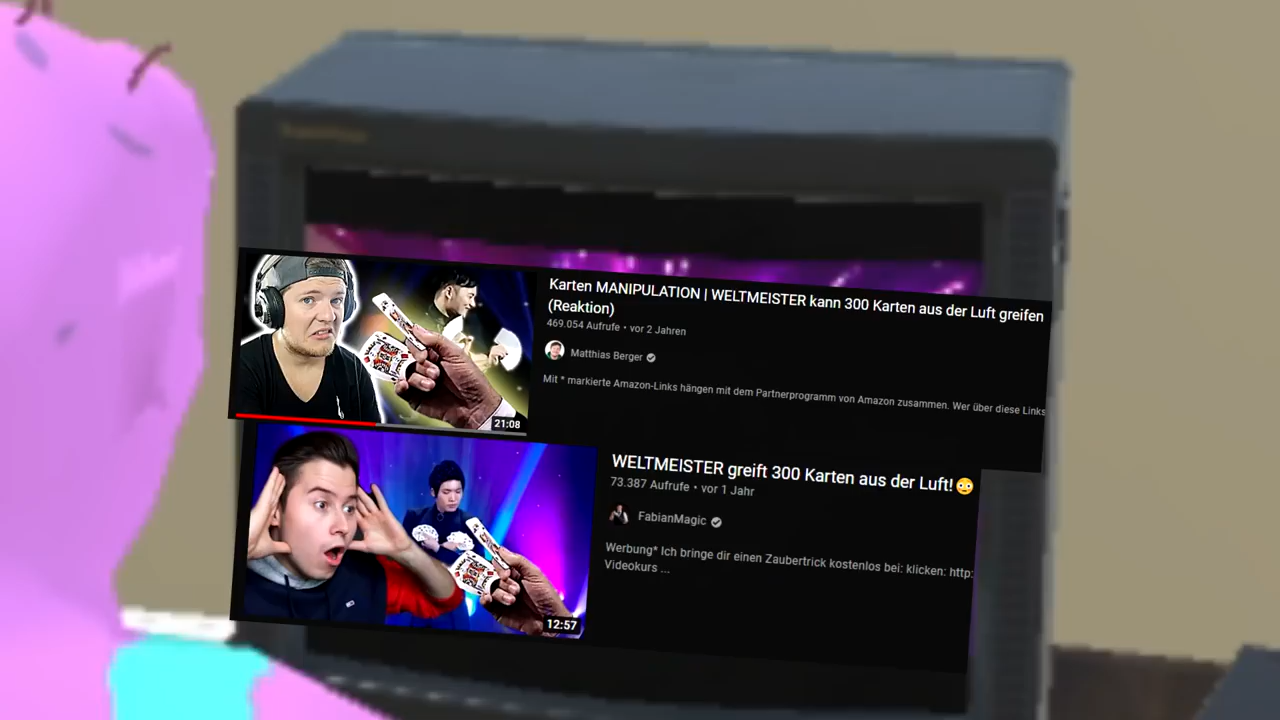 Karten MANIPULATION | WELTMEISTER kann 300 Karten aus der Luft greifen
(Reaktion)
469.054 Aufrufe • vor 2 Jahren
Matthias Berger
Mit * markierte Amazon-Links hängen mit dem Partnerprogramm von Amazon zusammen. Wer über diese Links
21:08
WELTMEISTER greift 300 Karten aus der Luft!😳
73.387 Aufrufe • vor 1 Jahr
FabianMagic
Werbung* Ich bringe dir einen Zaubertrick kostenlos bei: klicken: http:
Videokurs ...
12:57